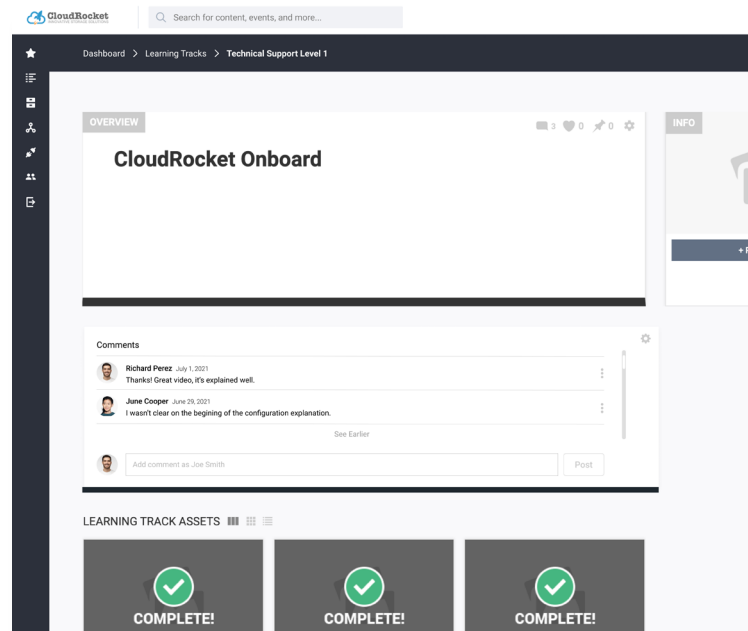 CloudRocket
INNOVATIVE STORAGE SOLUTIONS
Search for content, events, and more...
Dashboard > Learning Tracks > Technical Support Level 1
OVERVIEW
3 0 0
INFO
CloudRocket Onboard
+
Comments
Richard Perez July 1, 2021
Thanks! Great video, it's explained well.
June Cooper June 29, 2021
I wasn't clear on the begining of the configuration explanation.
See Earlier
Add comment as Joe Smith
Post
LEARNING TRACK ASSETS
COMPLETE! COMPLETE! COMPLETE!